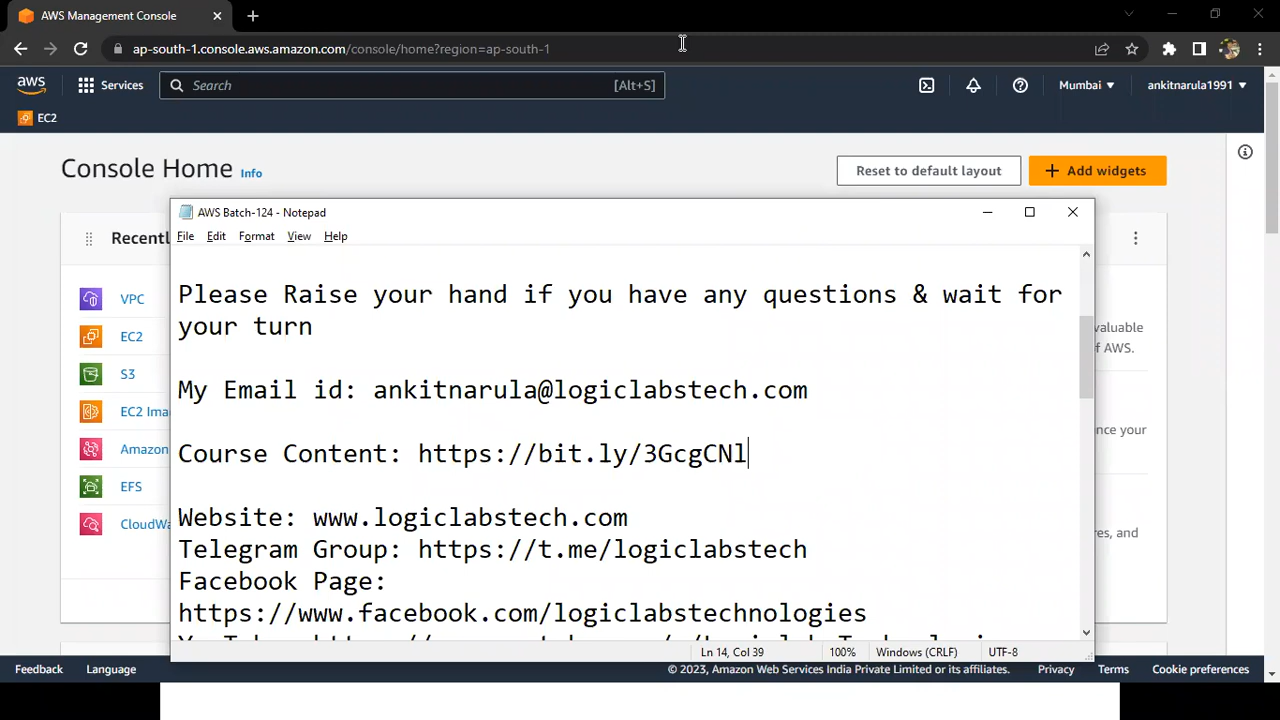 AWS Management Console
ap-south-1.console.aws.amazon.com/console/home?region=ap-south-1
aws Services Search [Alt+S] Mumbai ankitnarula1991
EC2
Console Home Info Reset to default layout + Add widgets
AWS Batch-124 - Notepad
File Edit Format View Help
Please Raise your hand if you have any questions & wait for
your turn
My Email id: ankitnarula@logiclabstech.com
Course Content: https://bit.ly/3GcgCNl
Website: www.logiclabstech.com
Telegram Group: https://t.me/logiclabstech
Facebook Page:
https://www.facebook.com/logiclabstechnologies
Ln 14, Col 39 100% Windows (CRLF) UTF-8
VPC
EC2
S3
EC2
Amazon
EFS
valuable
of AWS.
your
and
Feedback Language © 2023, Amazon Web Services India Private Limited or its affiliates. Privacy Terms Cookie preferences